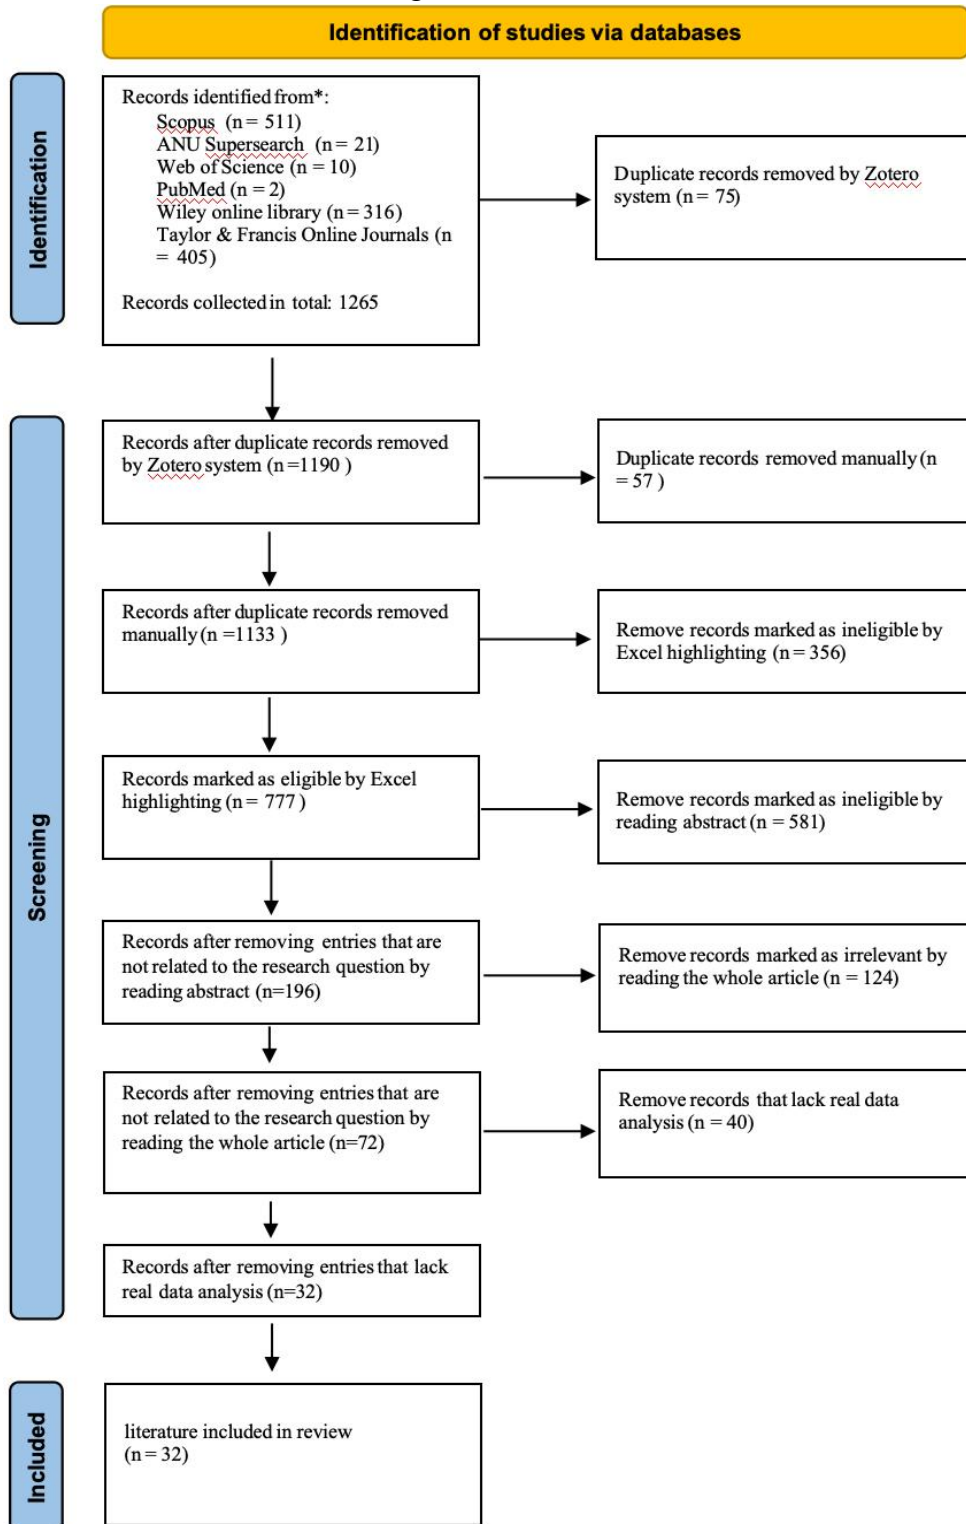 Identification of studies via databases
Identification
Records identified from*:
Scopus (n = 511)
ANU Supersearch (n = 21)
Web of Science (n = 10)
PubMed (n = 2)
Wiley online library (n = 316)
Taylor & Francis Online Journals (n
= 405)
Records collected in total: 1265
Duplicate records removed by Zotero
system (n = 75)
Screening
Records after duplicate records removed
by Zotero system (n =1190 )
Duplicate records removed manually (n
= 57 )
Records after duplicate records removed
manually (n =1133 )
Remove records marked as ineligible by
Excel highlighting (n = 356)
Records marked as eligible by Excel
highlighting (n = 777 )
Remove records marked as ineligible by
reading abstract (n = 581)
Records after removing entries that are
not related to the research question by
reading abstract (n=196)
Remove records marked as irrelevant by
reading the whole article (n = 124)
Records after removing entries that are
not related to the research question by
reading the whole article (n=72)
Remove records that lack real data
analysis (n = 40)
Records after removing entries that lack
real data analysis (n=32)
Included
literature included in review
(n = 32)